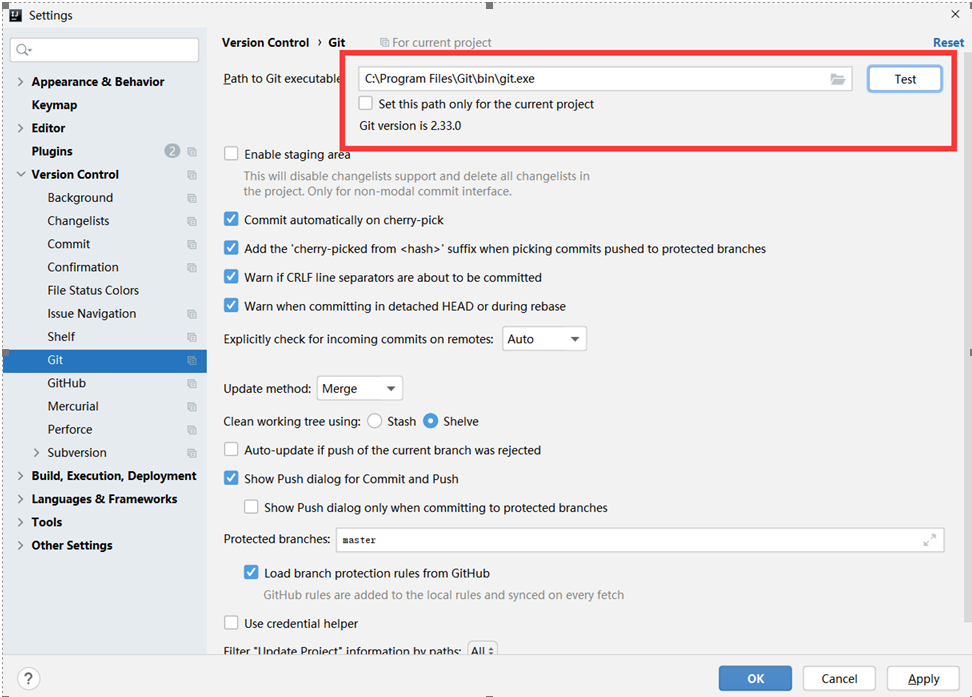 Settings
Version Control › Git
For current project
Reset
Appearance & Behavior
Keymap
Editor
Plugins 2
Version Control
Background
Changelists
Commit
Confirmation
File Status Colors
Issue Navigation
Shelf
Git
GitHub
Mercurial
Perforce
Subversion
Build, Execution, Deployment
Languages & Frameworks
Tools
Other Settings
Path to Git executable
C:\Program Files\Git\bin\git.exe
Test
Set this path only for the current project
Git version is 2.33.0
Enable staging area
This will disable changelists support and delete all changelists in
the project. Only for non-modal commit interface.
Commit automatically on cherry-pick
Add the 'cherry-picked from <hash>' suffix when picking commits pushed to protected branches
Warn if CRLF line separators are about to be committed
Warn when committing in detached HEAD or during rebase
Explicitly check for incoming commits on remotes: Auto
Update method: Merge
Clean working tree using: Stash Shelve
Auto-update if push of the current branch was rejected
Show Push dialog for Commit and Push
Show Push dialog only when committing to protected branches
Protected branches: master
Load branch protection rules from GitHub
GitHub rules are added to the local rules and synced on every fetch
Use credential helper
Filter "Update Project" information by paths: All
?
OK Cancel Apply